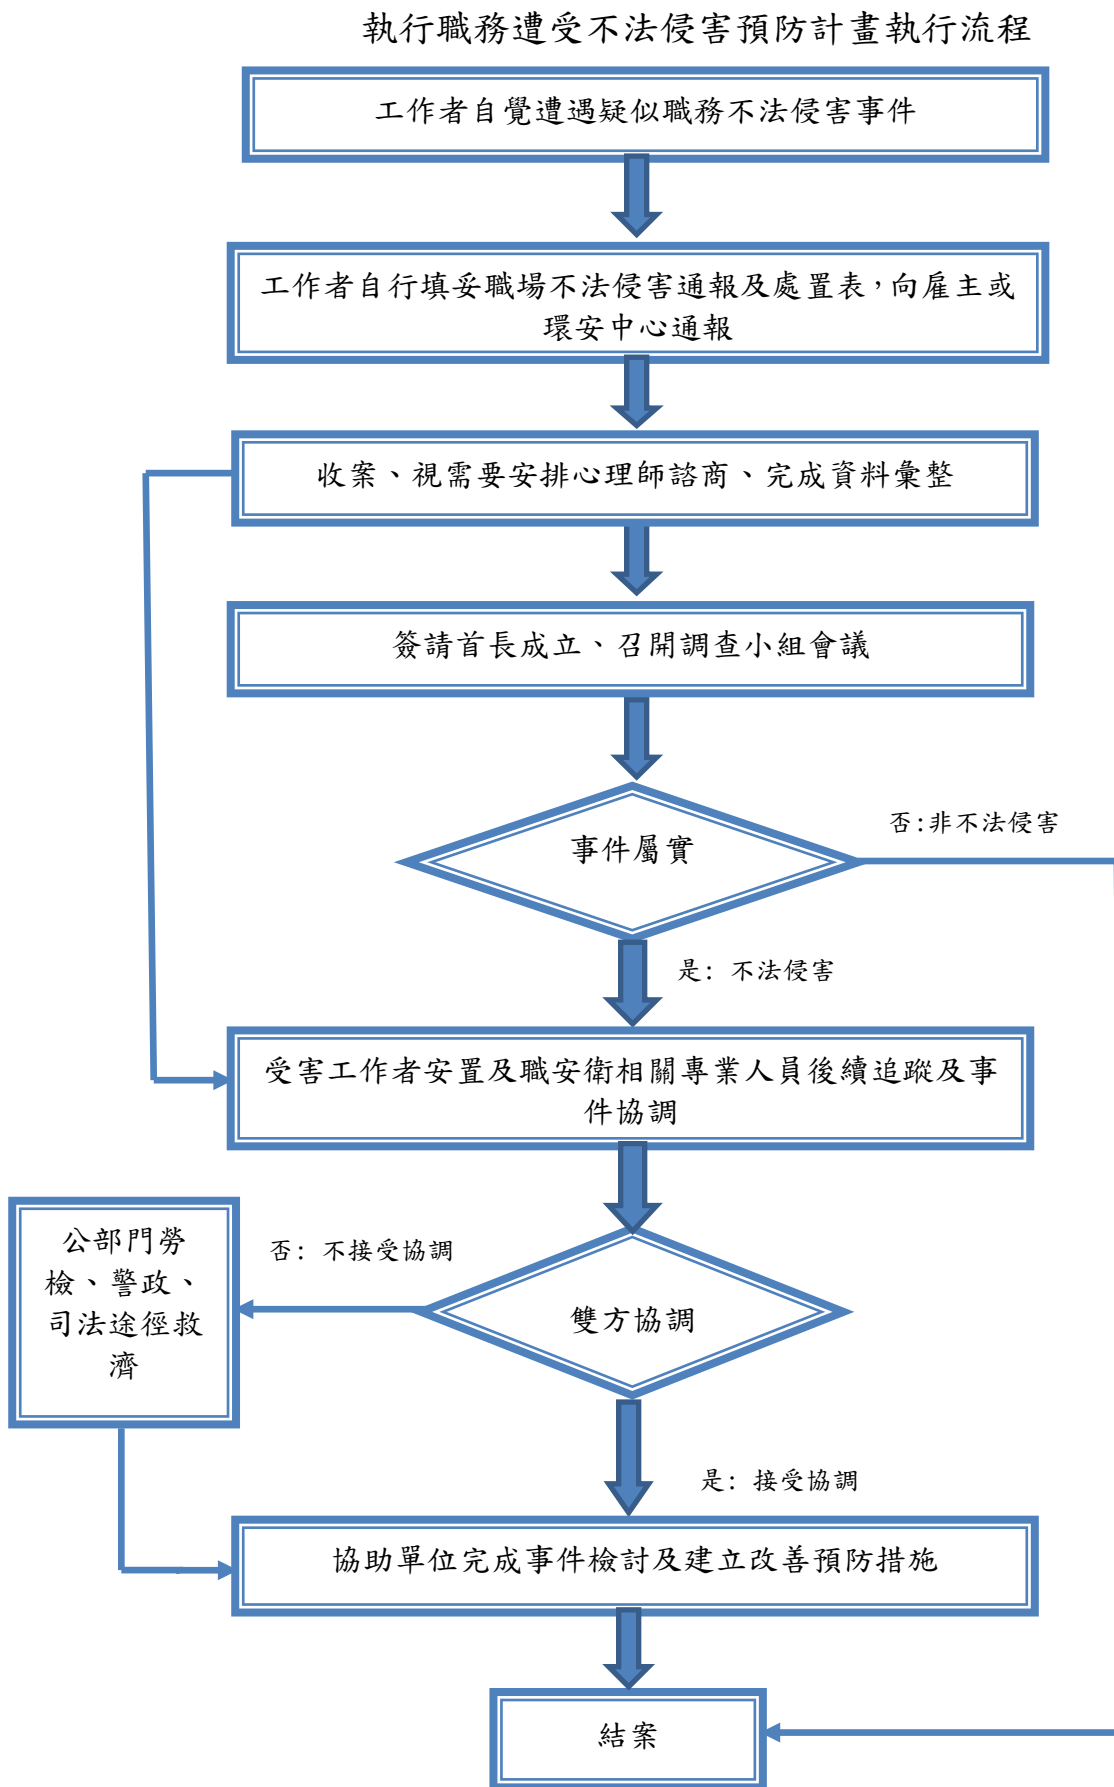 執行職務遭受不法侵害預防計畫執行流程
工作者自覺遭遇疑似職務不法侵害事件
工作者自行填妥職場不法侵害通報及處置表，向雇主或
環安中心通報
收案、視需要安排心理師諮商、完成資料彙整
簽請首長成立、召開調查小組會議
事件屬實
否:非不法侵害
是: 不法侵害
受害工作者安置及職安衛相關專業人員後續追蹤及事
件協調
公部門勞
檢、警政、
司法途徑救
濟
否: 不接受協調
雙方協調
是: 接受協調
協助單位完成事件檢討及建立改善預防措施
結案